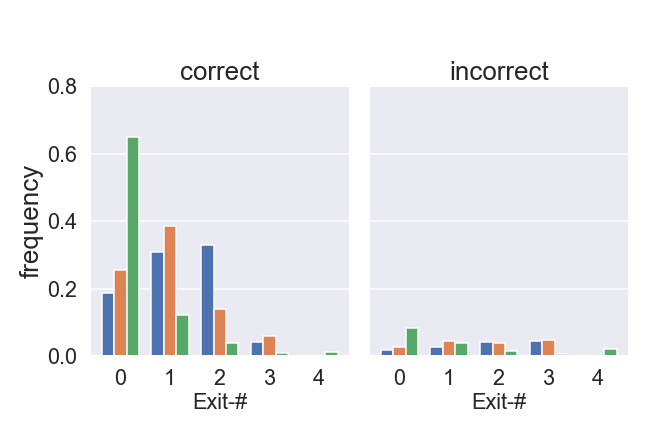 correct
incorrect
0.8
0.6
0.4
0.2
0.0
frequency
0 1 2 3 4
0 1 2 3 4
Exit-#
Exit-#